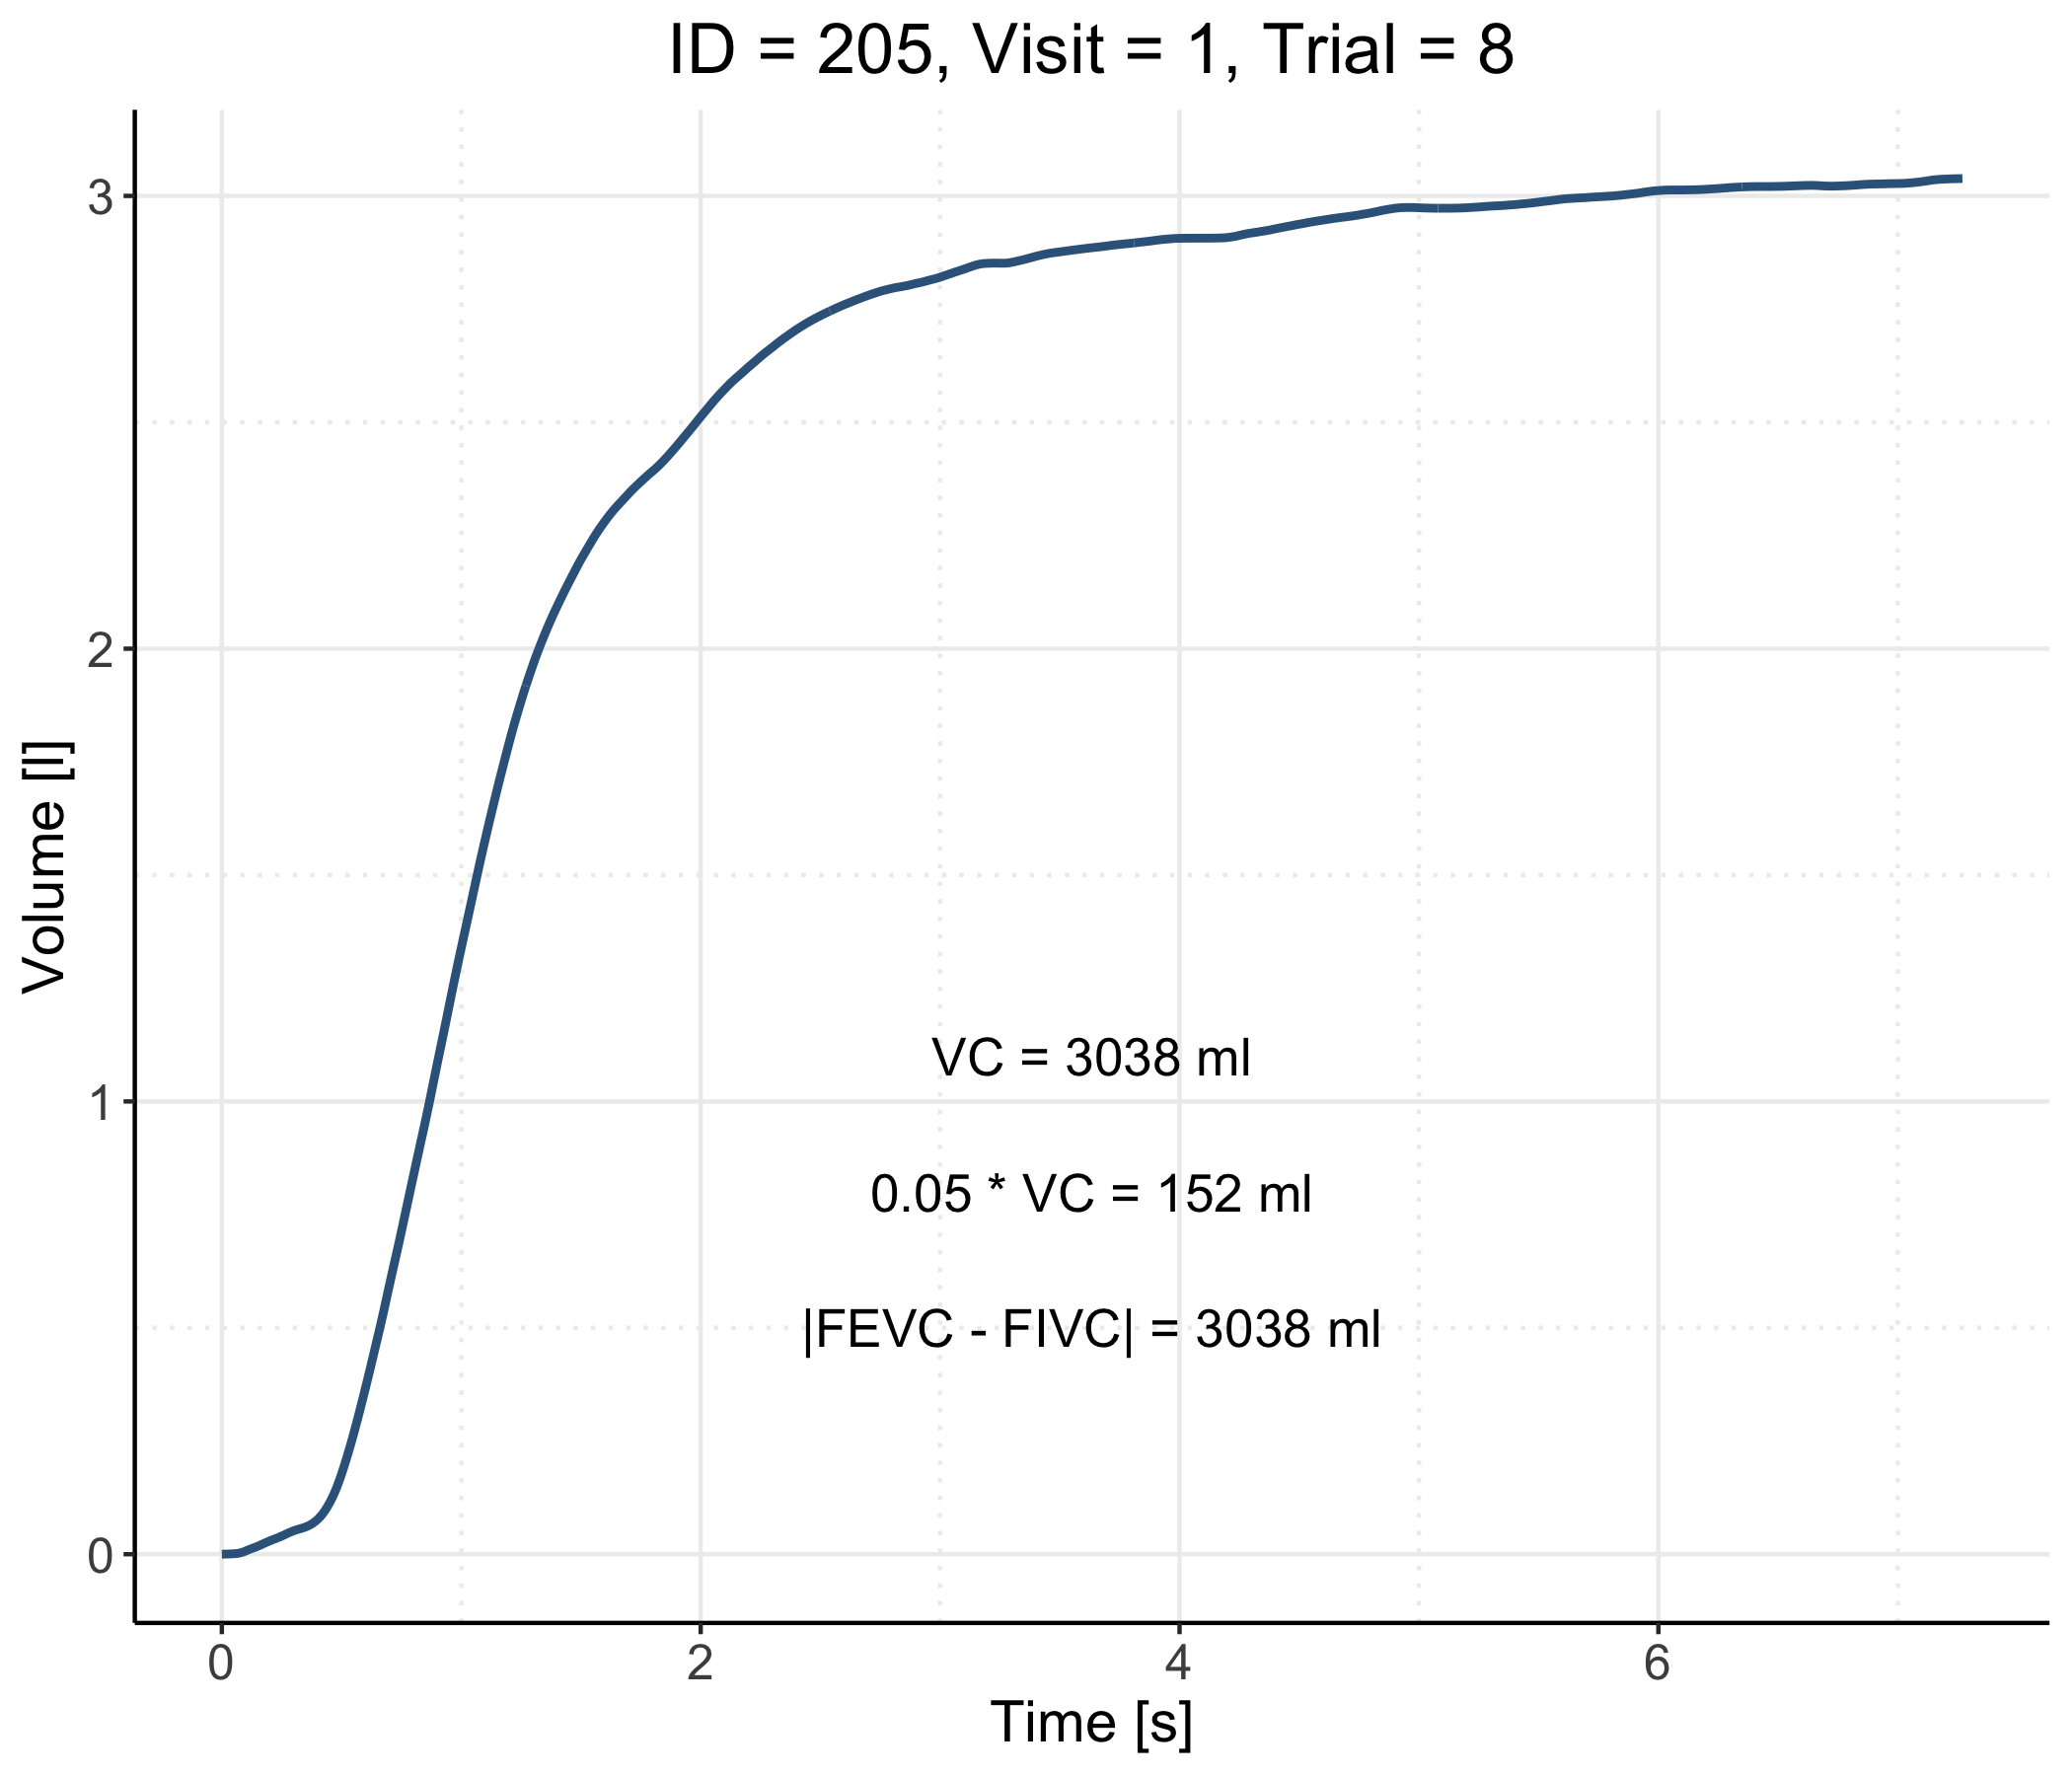 ID = 205, Visit = 1, Trial = 8
3
2
1
0
Volume [l]
VC = 3038 ml
0.05 * VC = 152 ml
|FEVC - FIVC| = 3038 ml
0 2 4 6
Time [s]